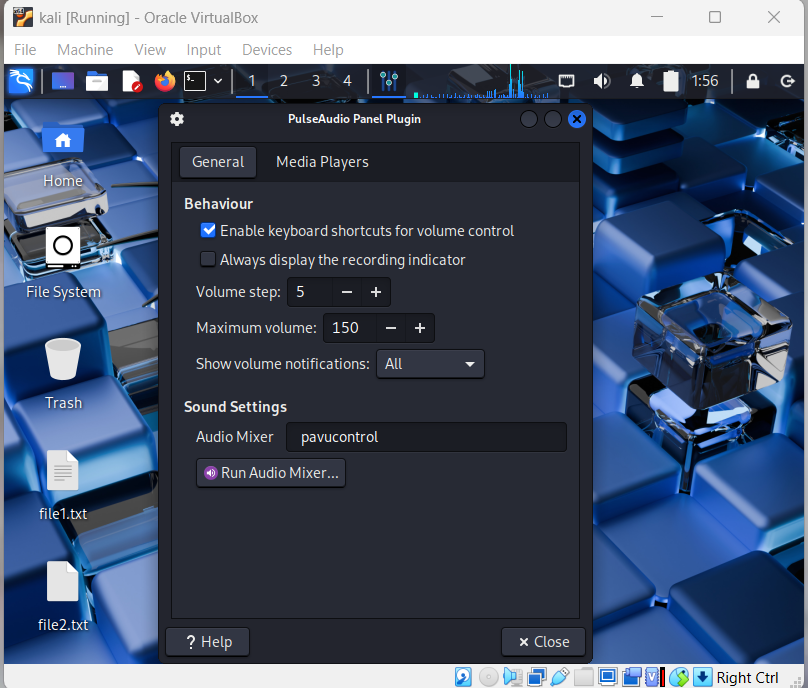 kali [Running] - Oracle VirtualBox
File Machine View Input Devices Help
1 2 3 4 1:56
PulseAudio Panel Plugin
General Media Players
Home
Behaviour
Enable keyboard shortcuts for volume control
Always display the recording indicator
File System
Volume step: 5
Maximum volume: 150
Show volume notifications: All
Trash
Sound Settings
Audio Mixer pavucontrol
Run Audio Mixer...
file1.txt
file2.txt
? Help
Close
Right Ctrl